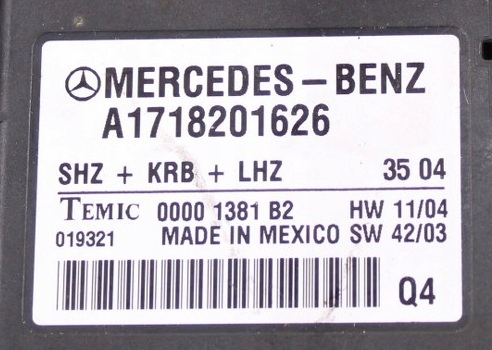 MERCEDES-BENZ
A1718201626
SHZ + KRB + LHZ 35 04
TEMIC 0000 1381 B2 HW 11/04
019321 MADE IN MEXICO SW 42/03
Q4